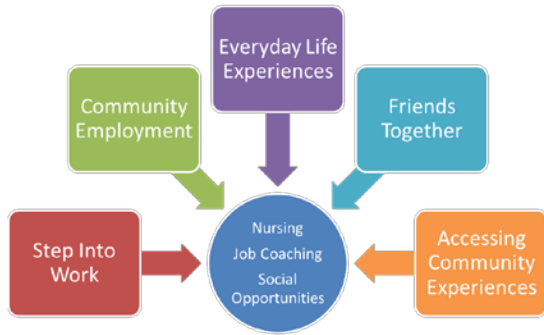 Everyday Life
Experiences
Community
Employment
Friends
Together
Step Into
Work
Nursing
Job Coaching
Social
Opportunities
Accessing
Community
Experiences